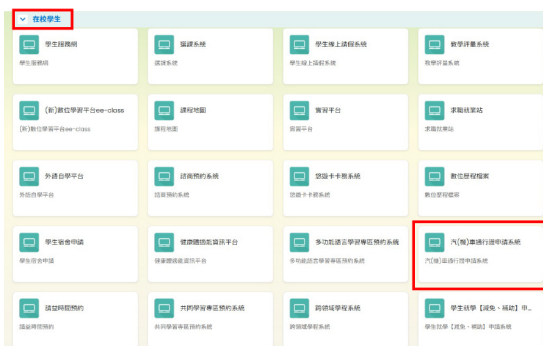 在校學生
學生服務網 選課系統 學生線上請假系統 教學評量系統
學生服務網 選課系統 學生線上請假系統 教學評量系統
(新)數位學習平台ee-class 課程地圖 實習平台 求職就業站
(新)數位學習平台ee-class 課程地圖 實習平台 求職就業站
外語自學平台 諮商預約系統 悠遊卡卡務系統 數位歷程檔案
外語自學平台 諮商預約系統 悠遊卡卡務系統 數位歷程檔案
學生宿舍申請 健康體適能資訊平台 多功能語言學習專區預約系統 汽(機)車通行證申請系統
學生宿舍申請 健康體適能資訊平台 多功能語言學習專區預約系統 汽(機)車通行證申請系統
請益時間預約 共同學習專區預約系統 跨領域學程系統 學生就學【減免、補助】申...
請益時間預約 共同學習專區預約系統 跨領域學程系統 學生就學【減免、補助】申請系統